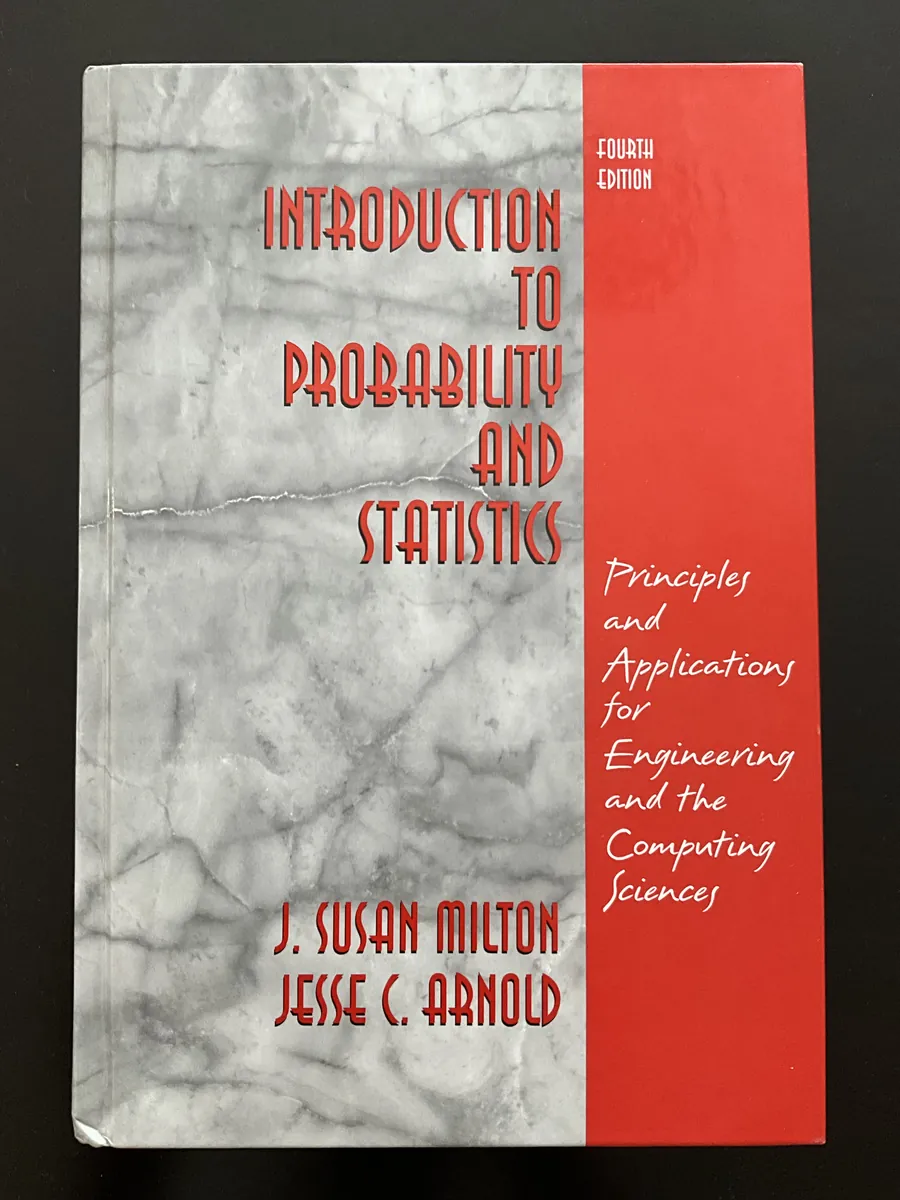 FOURTH
EDITION
INTRODUCTION
TO
PROBABILITY
AND
STATISTICS
Principles
and
Applications
for
Engineering
and the
Computing
Sciences
J. SUSAN MILTON
JESSE C. ARNOLD